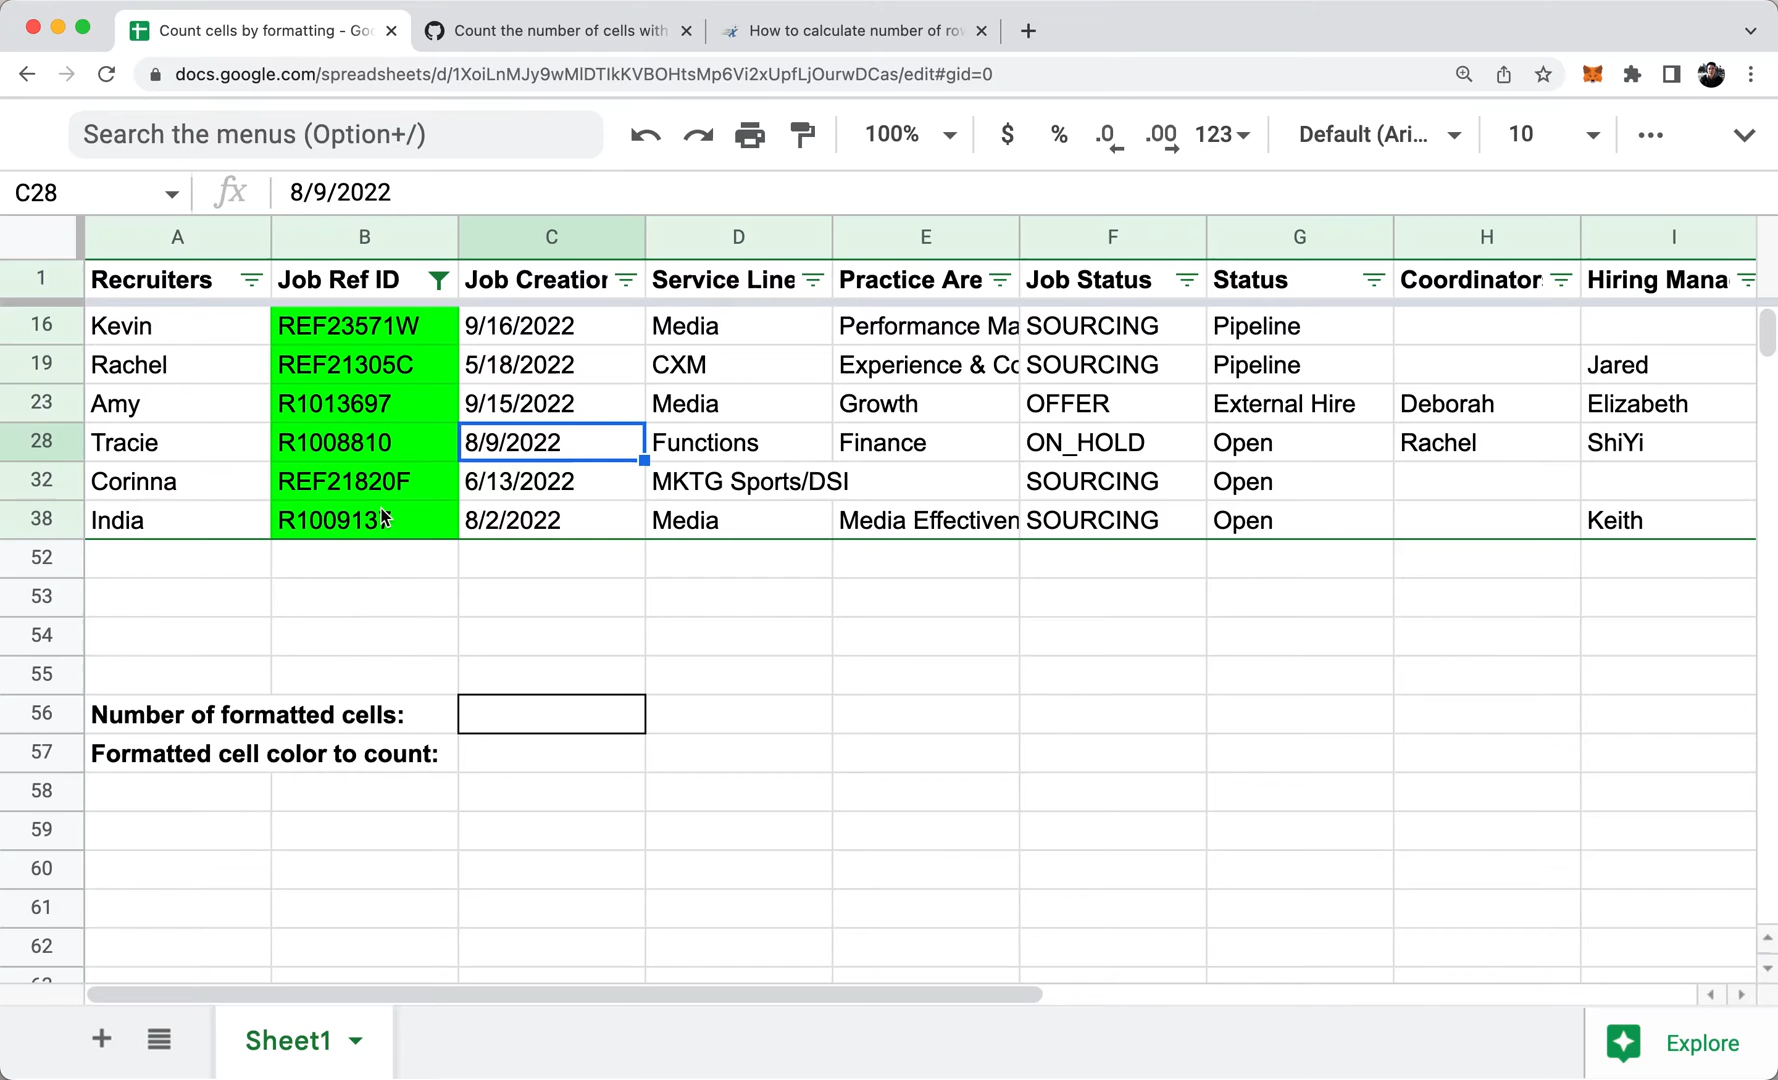 Count cells by formatting - Goo
Count the number of cells with
How to calculate number of rov
docs.google.com/spreadsheets/d/1XoiLnMJy9wMlDTIkKVBOHtsMp6Vi2xUpfLjOurwDCas/edit#gid=0
Search the menus (Option+/) 100% $ % .0 .00 123 Default (Ari... 10
C28 fx 8/9/2022
A B C D E F G H I
1 Recruiters Job Ref ID Job Creation Service Line Practice Are Job Status Status Coordinator Hiring Mana
16 Kevin REF23571W 9/16/2022 Media Performance Ma SOURCING Pipeline
19 Rachel REF21305C 5/18/2022 CXM Experience & Co SOURCING Pipeline Jared
23 Amy R1013697 9/15/2022 Media Growth OFFER External Hire Deborah Elizabeth
28 Tracie R1008810 8/9/2022 Functions Finance ON_HOLD Open Rachel ShiYi
32 Corinna REF21820F 6/13/2022 MKTG Sports/DSI SOURCING Open
38 India 8/2/2022 Media Media Effectiven SOURCING Open Keith
52
53
54
55
56 Number of formatted cells:
57 Formatted cell color to count:
58
59
60
61
62
Sheet1 Explore